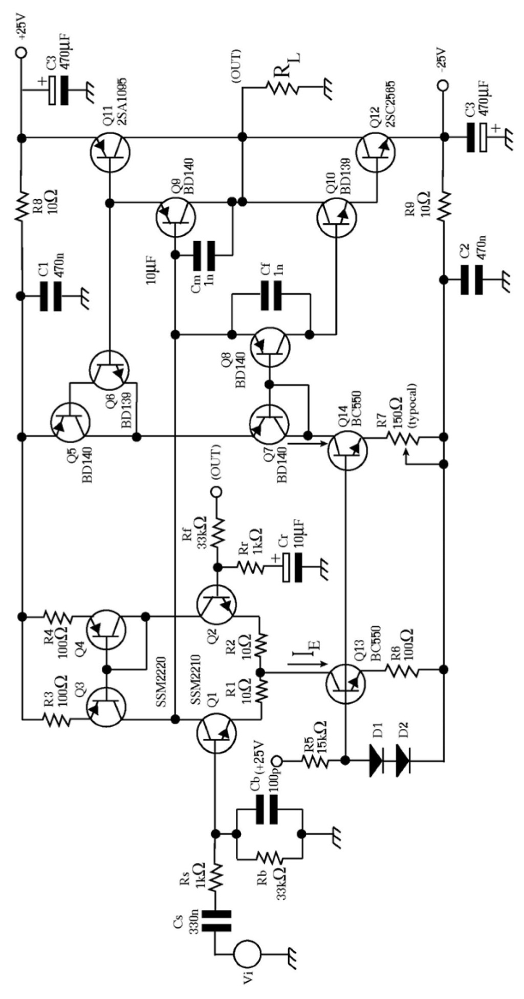 +25V
C3
470µF
Q11
2SA1095
R8
10Ω
C1
470n
Q5
BD140
Q6
BD139
R4
100Ω
Q4
R3
100Ω
Q3
(OUT)
RL
Q9
BD140
10µF
Cm
1n
Cf
1n
Q8
BD140
Q7
BD140
Rf
33kΩ
(OUT)
Rr
1kΩ
Cr
+
10µF
Q2
R2
10Ω
SSM2220
SSM2210
Q1
R1
10Ω
IE
Q12
2SC2565
Q10
BD139
-25V
C3
470µF
+
R9
10Ω
C2
470n
Q14
BC550
R7
150Ω
(typocal)
Q13
BC550
R6
100Ω
R5
15kΩ
(+25V
D1
D2
Cb
100p
Rb
33kΩ
Rs
1kΩ
Cs
330n
Vi
+